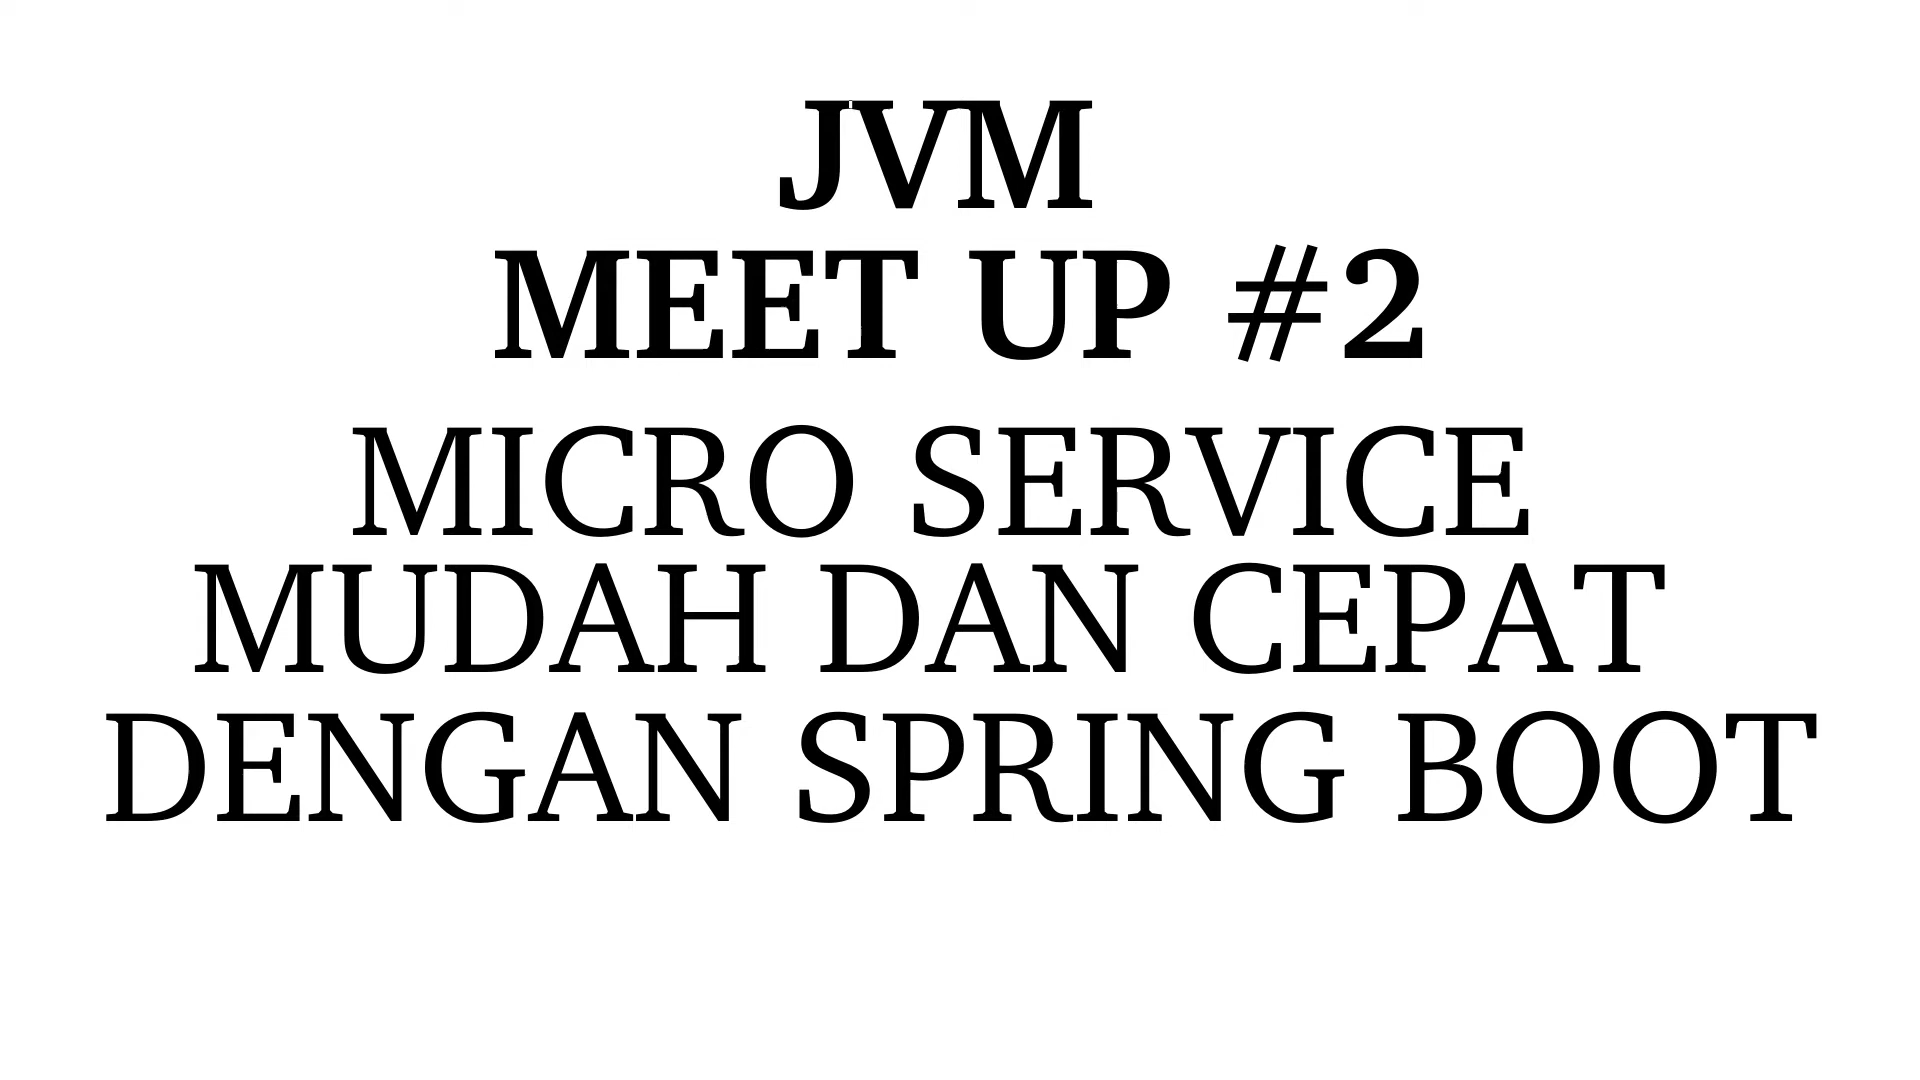 JVM
MEET UP #2
MICRO SERVICE
MUDAH DAN CEPAT
DENGAN SPRING BOOT